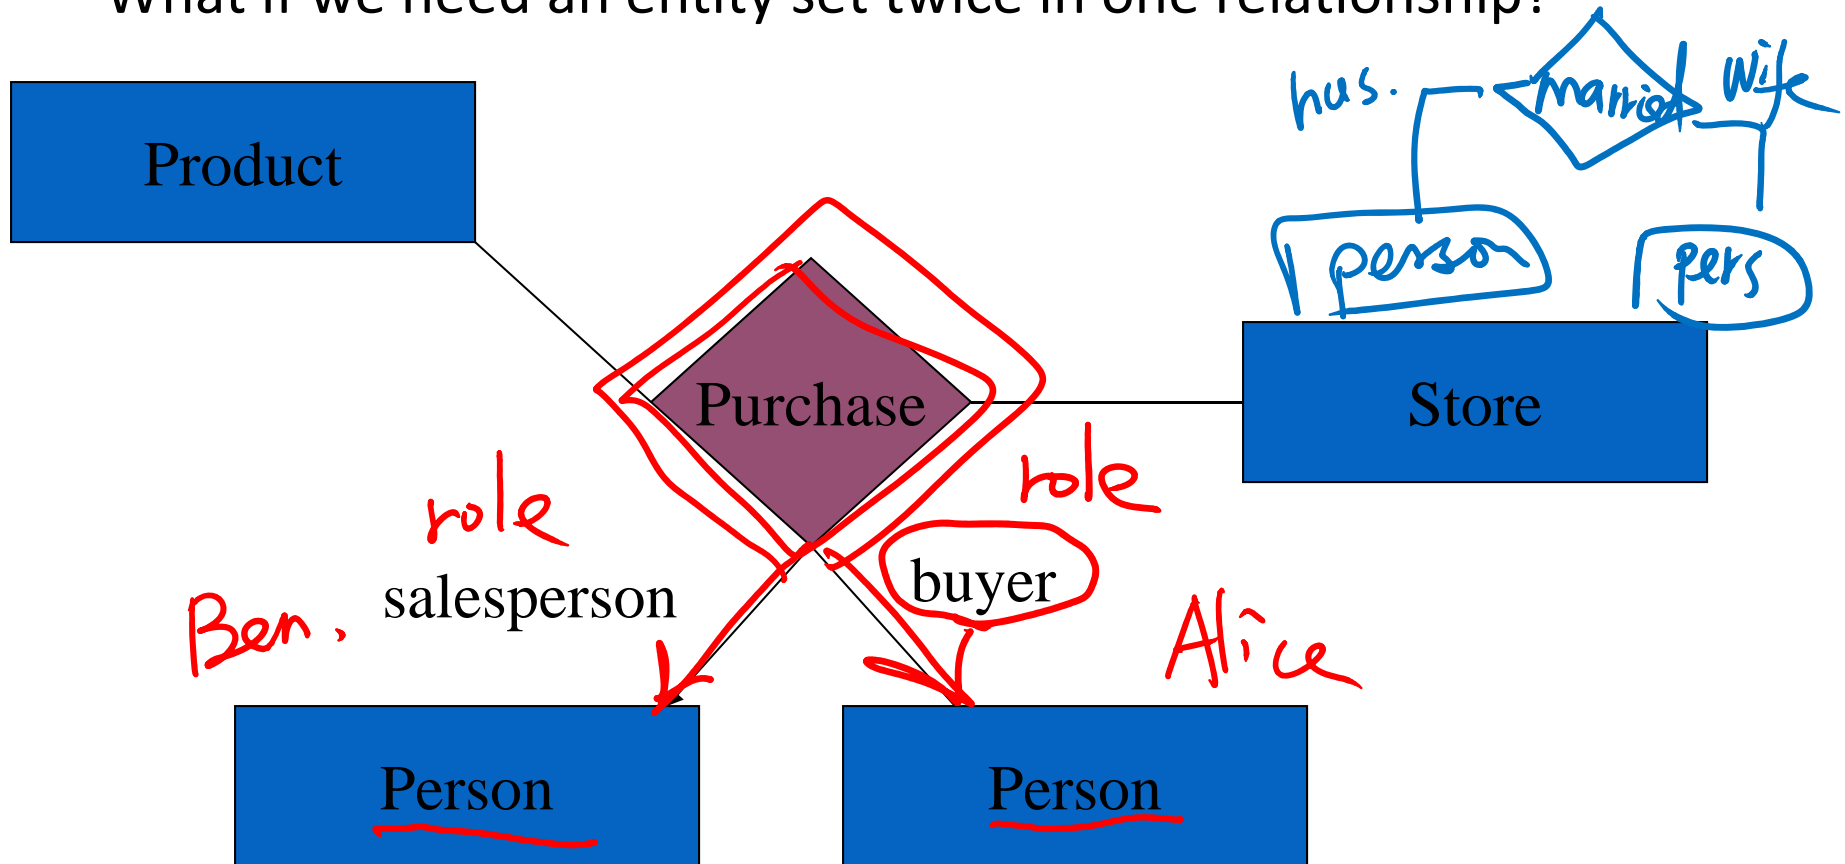 What if we need an entity set twice in one relationship?
hus.
married
Wife
Product
person
pers
Purchase
Store
role
role
salesperson
buyer
Ben.
Alice
Person
Person